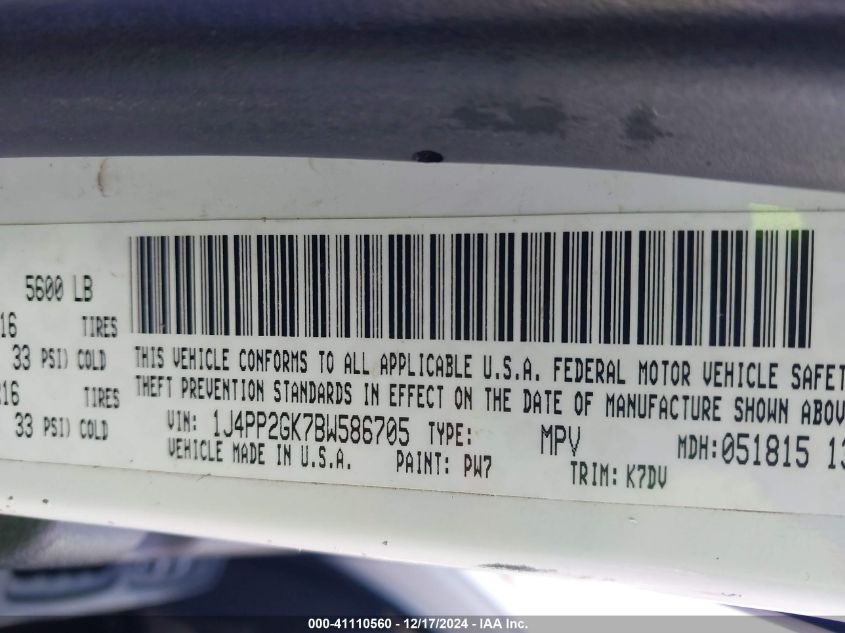 5600 LB
16 TIRES
33 PSI) COLD
R16 TIRES
33 PSI) COLD
THIS VEHICLE CONFORMS TO ALL APPLICABLE U.S.A. FEDERAL MOTOR VEHICLE SAFET
THEFT PREVENTION STANDARDS IN EFFECT ON THE DATE OF MANUFACTURE SHOWN ABOV
VIN: 1J4PP2GK7BW586705 TYPE: MPV MDH:051815 13
VEHICLE MADE IN U.S.A. PAINT: PW7 TRIM: K7DV
000-41110560 - 12/17/2024 - IAA Inc.